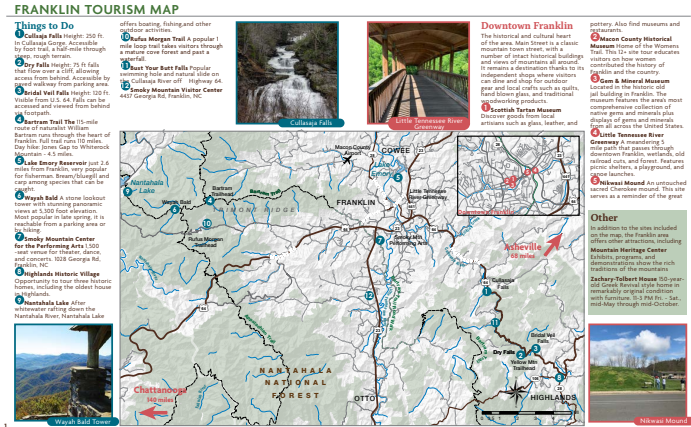 FRANKLIN TOURISM MAP
Things to Do
1 Cullasaja Falls Height: 250 ft.
In Cullasaja Gorge. Accessible
by foot trail, a half-mile through
steep, rough terrain.
2 Dry Falls Height: 75 ft falls
that flow over a cliff, allowing
access from behind. Accessible by
paved walkway from parking area.
3 Bridal Veil Falls Height: 120 ft.
Visible from U.S. 64. Falls can be
accessed and viewed from behind
via footpath.
4 Bartram Trail The 115-mile
route of naturalist William
Bartram runs through the heart of
Franklin. Full trail runs 110 miles.
Day hike: Jones Gap to Whiterock
Mountain - 4.5 miles.
5 Lake Emory Reservoir just 2.6
miles from Franklin, very popular
for fisherman. Bream/bluegill and
carp among species that can be
caught.
6 Wayah Bald A stone lookout
tower with stunning panoramic
views at 5,500 foot elevation.
Most popular in late spring, it is
reachable from a parking area or
by hiking.
7 Smoky Mountain Center
for the Performing Arts 1,500
-seat venue for theater, dance,
and concerts. 1028 Georgia Rd,
Franklin, NC
8 Highlands Historic Village
Opportunity to tour three historic
homes, including the oldest house
in Highlands.
9 Nantahala Lake After
whitewater rafting down the
Nantahala River, Nantahala Lake
offers boating, fishing,and other
outdoor activities.
10 Rufus Morgan Trail A popular 1
mile loop trail takes visitors through
a mature cove forest and past a
waterfall.
11 Bust Your Butt Falls Popular
swimming hole and natural slide on
the Cullasaja River off Highway 64.
12 Smoky Mountain Visitor Center
4437 Georgia Rd, Franklin, NC
Cullasaja Falls
Little Tennessee River
Greenway
Downtown Franklin
The historical and cultural heart
of the area. Main Street is a classic
mountain town street, with a
number of intact historical buildings
and views of mountains all around.
It remains a destination thanks to its
independent shops where visitors
can dine and shop for outdoor
gear and local crafts such as quilts,
hand blown glass, and traditional
woodworking products.
1 Scottish Tartan Museum
Discover goods from local
artisians such as glass, leather, and
pottery. Also find museums and
restaurants.
2 Macon County Historical
Museum Home of the Womens
Trail. This 12+ site tour educates
visitors on how women
contributed the history of
Franklin and the country.
3 Gem & Mineral Museum
Located in the historic old
jail building in Franklin. The
museum features the area's most
comprehensive collection of
native gems and minerals plus
displays of gems and minerals
from all across the United States.
4 Little Tennessee River
Greenway A meandering 5
mile path that passes through
downtown Franklin, wetlands, old
railroad cuts, and forest. Features
picnic shelters, a playground, and
canoe launches.
5 Nikwasi Mound An untouched
sacred Cherokee mound. This site
serves as a reminder of the great
Other
In addition to the sites included
on the map, the Franklin area
offers other attractions, including
Mountain Heritage Center
Exhibits, programs, and
demonstrations show the rich
traditions of the mountains
Zachary-Tolbert House 150-year-
old Greek Revival style home in
remarkably original condition
with furniture. 11-3 PM Fri. - Sat.,
mid-May through mid-October.
Macon County
Airport
COWEE
Lake
Emory
Nantahala
Lake
Bartram
Trailhead
Bartram Trail
Wayah Bald
FRANKLIN
Little Tennessee
River Greenway
TRIMONT RIDGE
Rufus Morgan
Trailhead
Smoky Mtn
Performing Arts
Asheville
68 miles
Cullasaja
Falls
Bridal Veil
Falls
Dry Falls
Yellow Mtn
Trailhead
HIGHLANDS
NANTAHALA
NATIONAL
FOREST
OTTO
Chattanooga
140 miles
Wayah Bald Tower
Nikwasi Mound
1